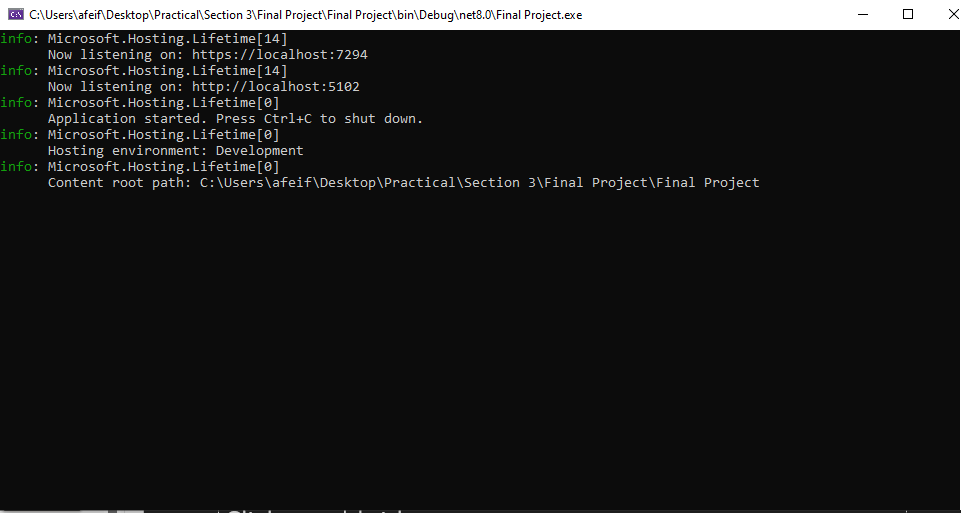 C:\Users\afeif\Desktop\Practical\Section 3\Final Project\Final Project\bin\Debug\net8.0\Final Project.exe
info: Microsoft.Hosting.Lifetime[14]
Now listening on: https://localhost:7294
info: Microsoft.Hosting.Lifetime[14]
Now listening on: http://localhost:5102
info: Microsoft.Hosting.Lifetime[0]
Application started. Press Ctrl+C to shut down.
info: Microsoft.Hosting.Lifetime[0]
Hosting environment: Development
info: Microsoft.Hosting.Lifetime[0]
Content root path: C:\Users\afeif\Desktop\Practical\Section 3\Final Project\Final Project